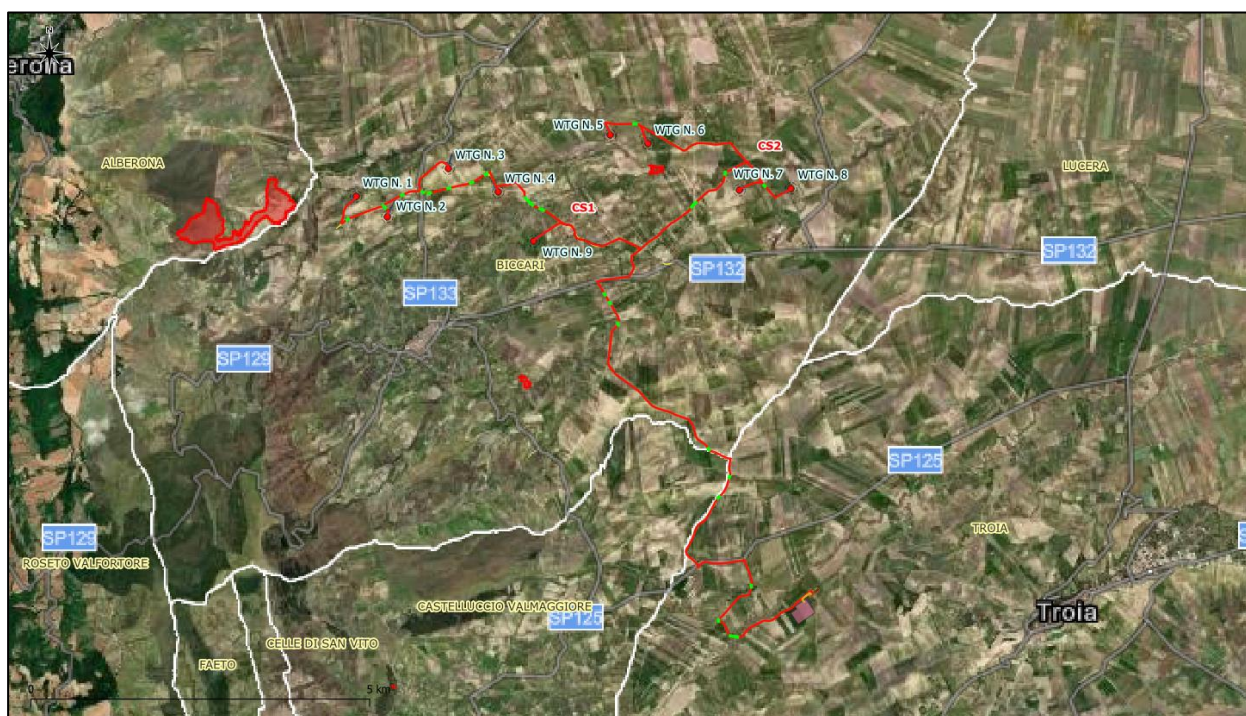 N
erona
ALBERONA
WTG N. 5
WTG N. 6
CS2
WTG N. 3
WTG N. 7
WTG N. 8
LUCERA
WTG N. 1
WTG N. 4
WTG N. 2
CS1
WTG N. 9
BICCARI
SP132
SP132
SP133
SP129
SP125
SP129
ROSETO VALFORTORE
TROIA
CASTELLUCCIO VALMAGGIORE
SP125
Troia
CELLE DI SAN VITO
FAETO
0
5 km